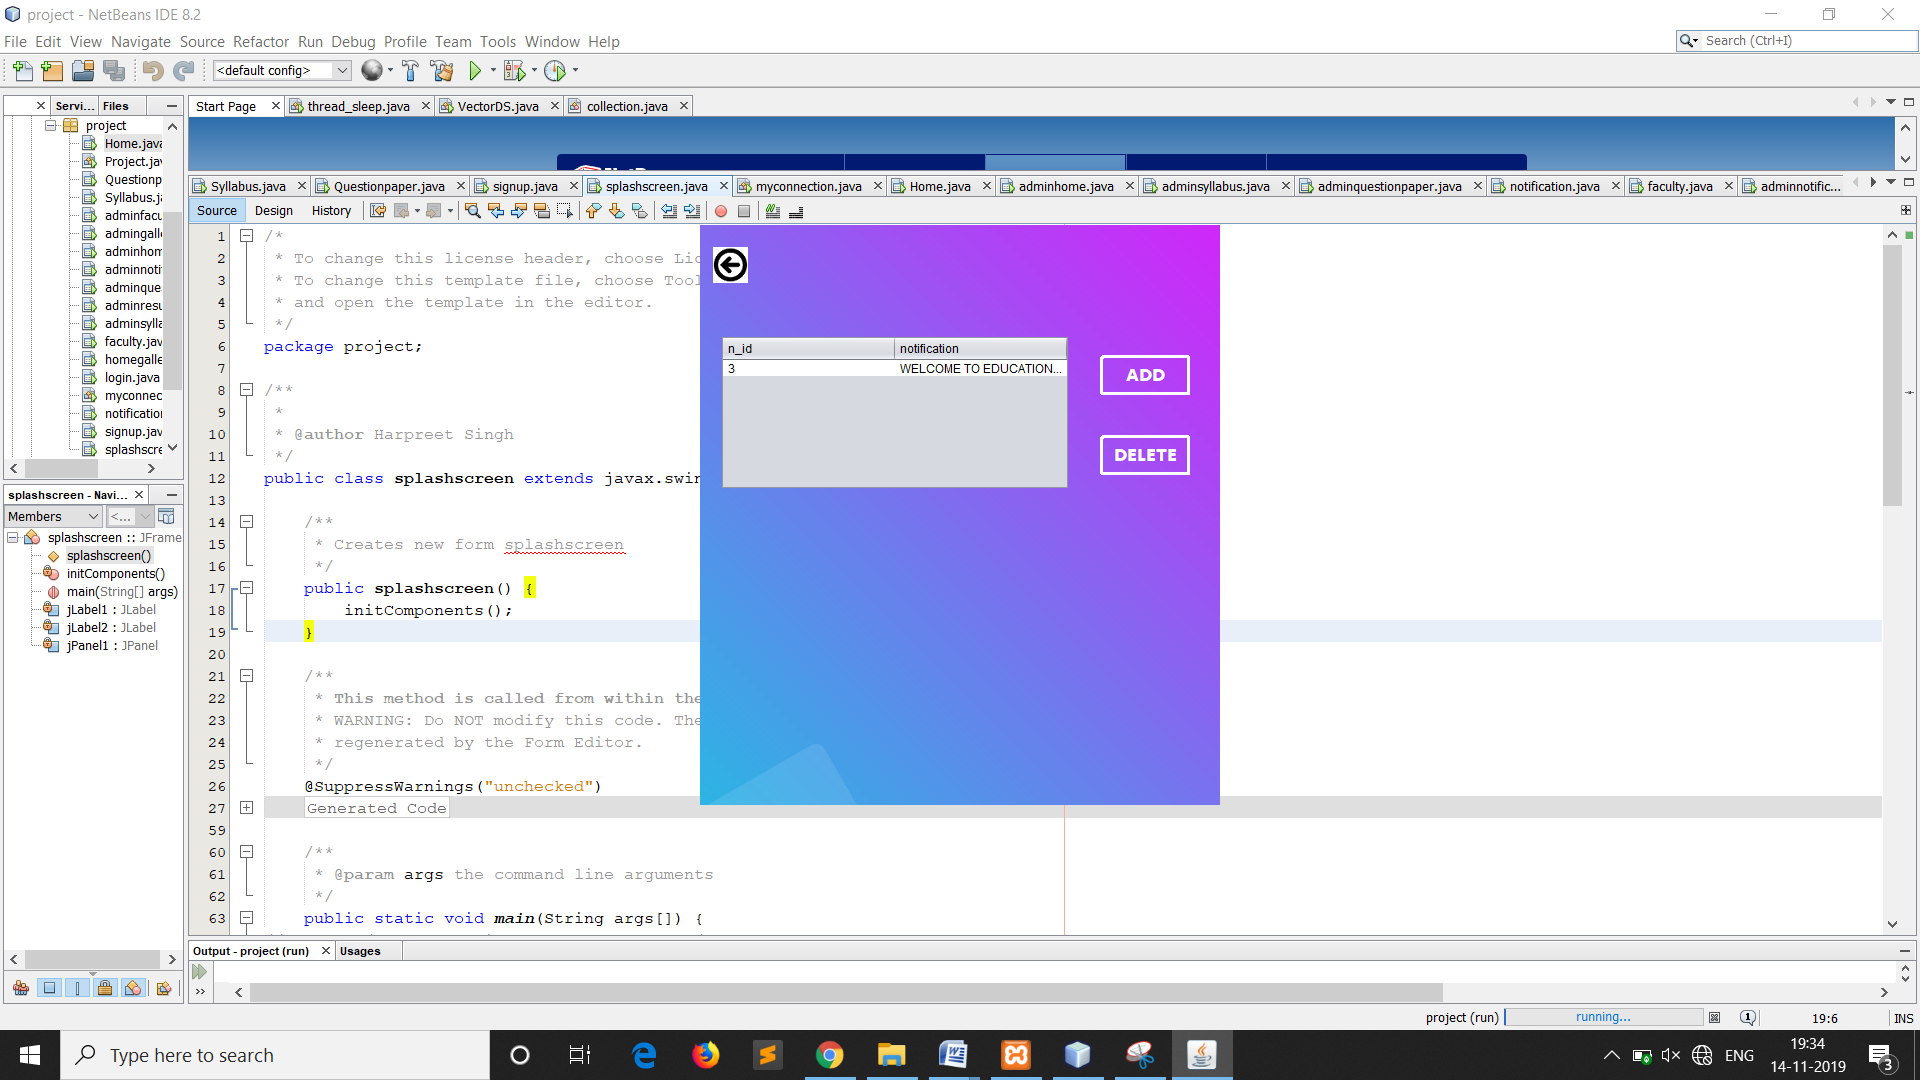 project - NetBeans IDE 8.2
File Edit View Navigate Source Refactor Run Debug Profile Team Tools Window Help
Search (Ctrl+I)
<default config>
Servi... Files
Start Page thread_sleep.java VectorDS.java collection.java
project
Home.java
Project.jav
Questionp
Syllabus.ja
adminfacu
admingalle
adminhom
adminnoti
adminque
adminresu
adminsylla
faculty.jav
homegalle
login.java
myconnec
notification
signup.jav
splashscre
Syllabus.java Questionpaper.java signup.java splashscreen.java myconnection.java Home.java adminhome.java adminsyllabus.java adminquestionpaper.java notification.java faculty.java adminnotific...
Source Design History
1 /*
2 * To change this license header, choose Lic
3 * To change this template file, choose Tool
4 * and open the template in the editor.
5 */
6 package project;
7
8 /**
9 *
10 * @author Harpreet Singh
11 */
12 public class splashscreen extends javax.swin
13
14 /**
15 * Creates new form splashscreen
16 */
17 public splashscreen() {
18 initComponents();
19 }
20
21 /**
22 * This method is called from within the
23 * WARNING: Do NOT modify this code. The
24 * regenerated by the Form Editor.
25 */
26 @SuppressWarnings("unchecked")
27 Generated Code
59
60 /**
61 * @param args the command line arguments
62 */
63 public static void main(String args[]) {
n_id notification
3 WELCOME TO EDUCATION...
ADD
DELETE
splashscreen - Navi...
Members <...
splashscreen :: JFrame
splashscreen()
initComponents()
main(String[] args)
jLabel1 : JLabel
jLabel2 : JLabel
jPanel1 : JPanel
Output - project (run) Usages
project (run) running... 1 19:6 INS
Type here to search
ENG
19:34
14-11-2019
3